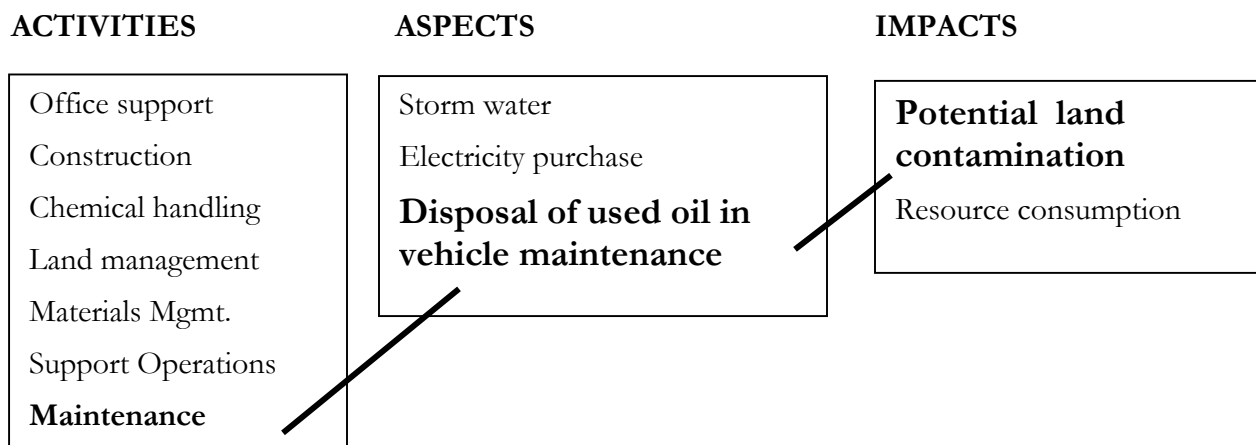 ACTIVITIES
ASPECTS
IMPACTS
Office support
Construction
Chemical handling
Land management
Materials Mgmt.
Support Operations
Maintenance
Storm water
Electricity purchase
Disposal of used oil in
vehicle maintenance
Potential land
contamination
Resource consumption